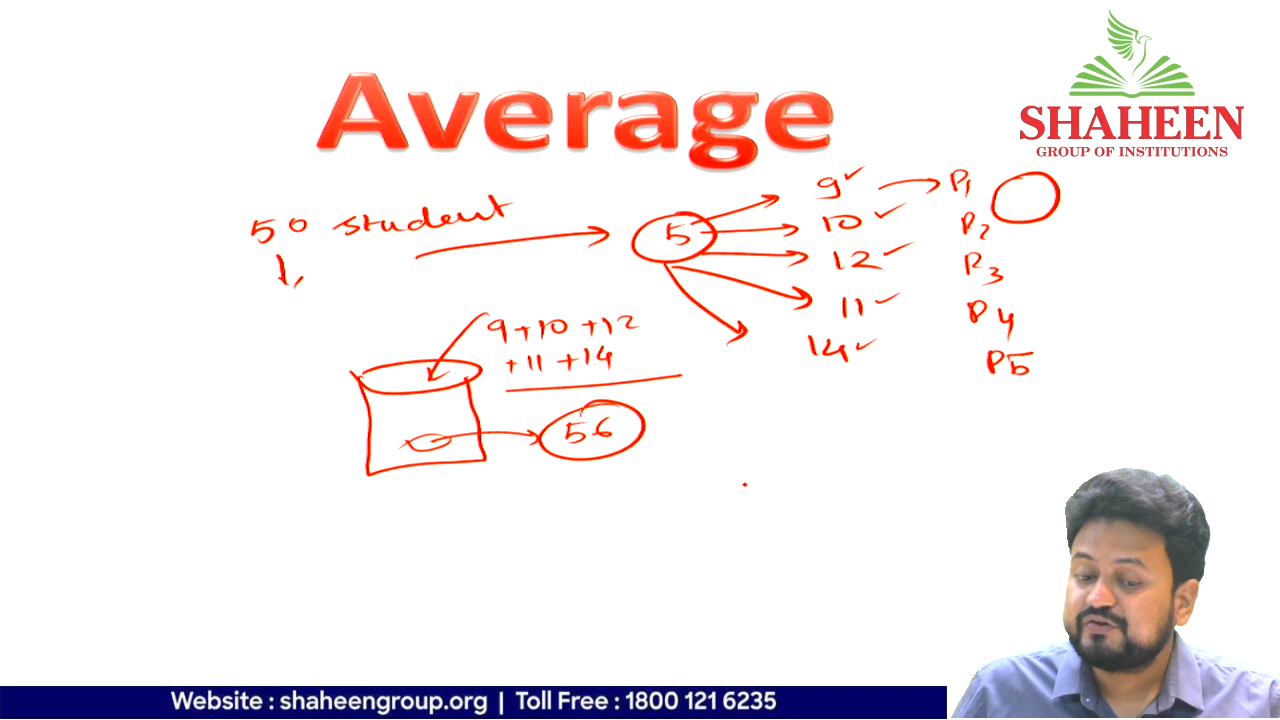 Average
SHAHEEN
GROUP OF INSTITUTIONS
50 student
5
9 P1
10 P2
12 P3
11 P4
14 P5
9+10+12
+11+14
56
Website : shaheengroup.org | Toll Free : 1800 121 6235